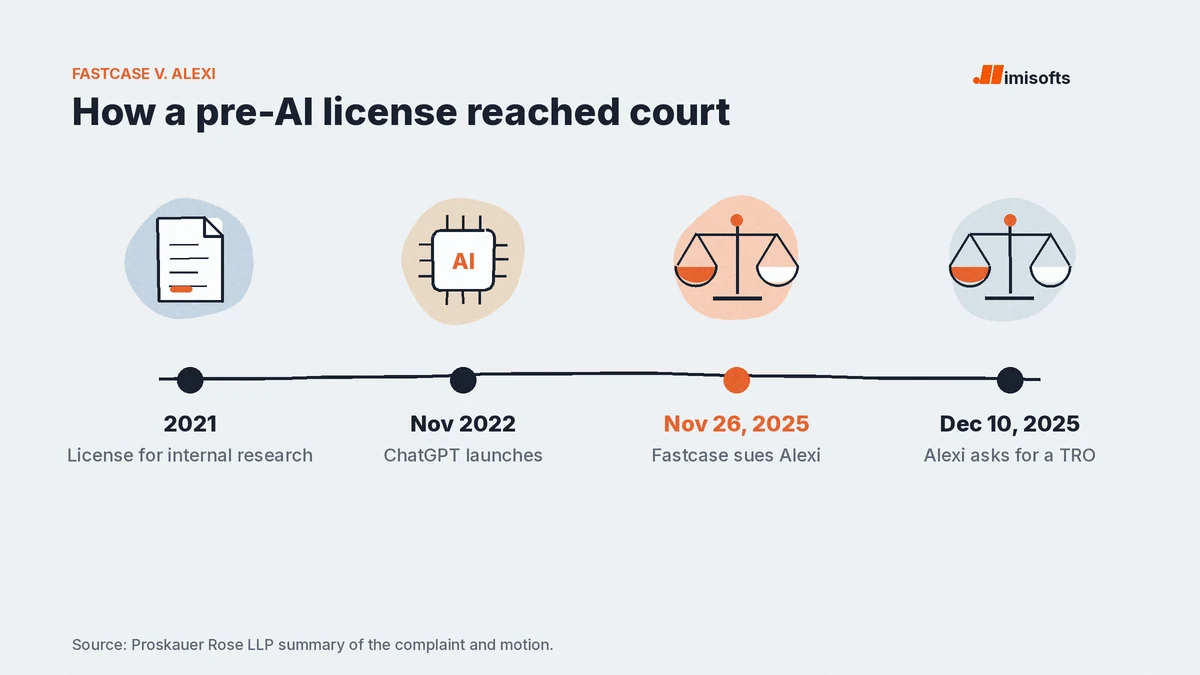 FASTCASE V. ALEXI
imisofts
How a pre-AI license reached court
AI
2021
License for internal research
Nov 2022
ChatGPT launches
Nov 26, 2025
Fastcase sues Alexi
Dec 10, 2025
Alexi asks for a TRO
Source: Proskauer Rose LLP summary of the complaint and motion.